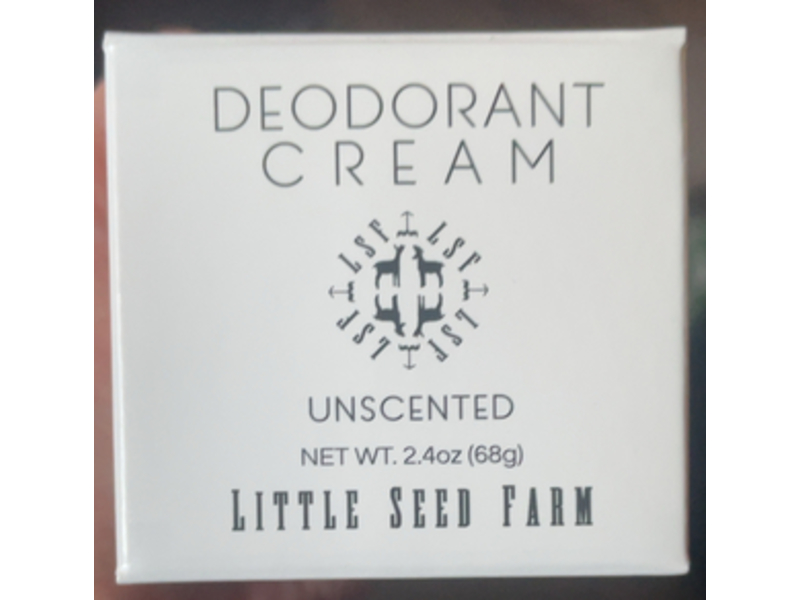 DEODORANT
CREAM
LSF LSF
LSF LSF
UNSCENTED
NET WT. 2.4oz (68g)
LITTLE SEED FARM